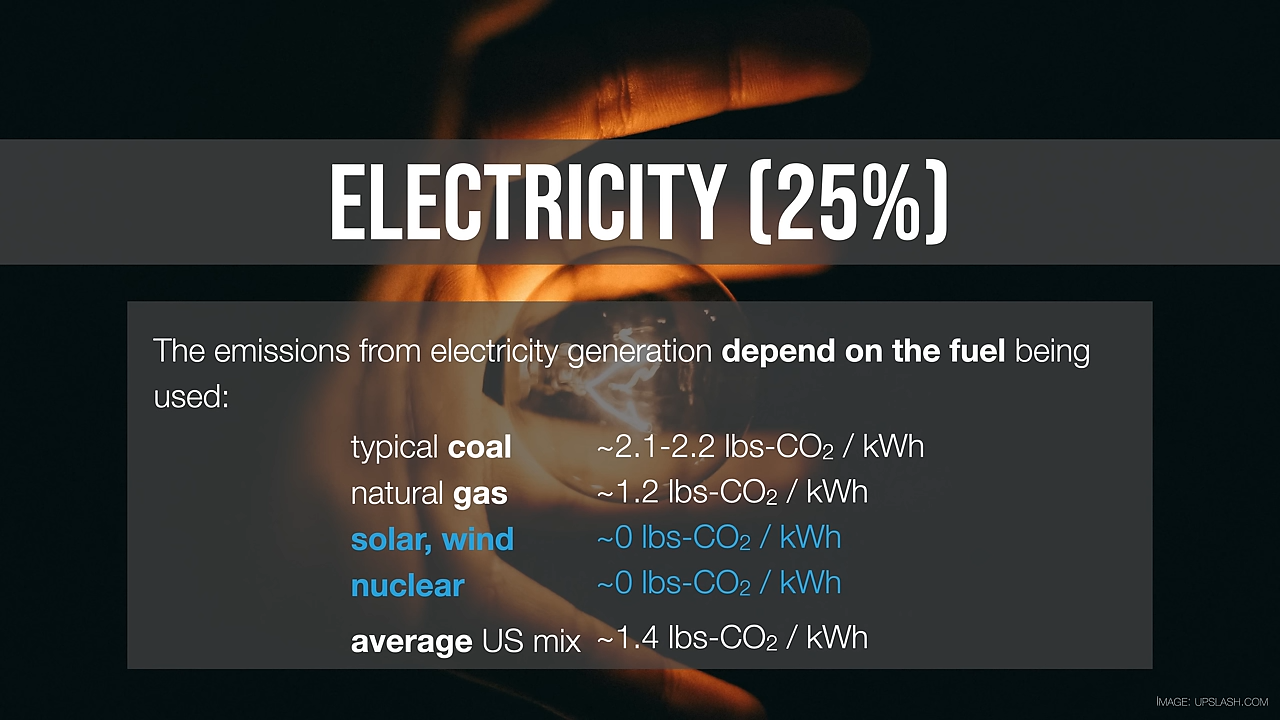 ELECTRICITY (25%)
The emissions from electricity generation depend on the fuel being
used:
typical coal ~2.1-2.2 lbs-CO₂ / kWh
natural gas ~1.2 lbs-CO₂ / kWh
solar, wind ~0 lbs-CO₂ / kWh
nuclear ~0 lbs-CO₂ / kWh
average US mix ~1.4 lbs-CO₂ / kWh
IMAGE: UPSLASH.COM